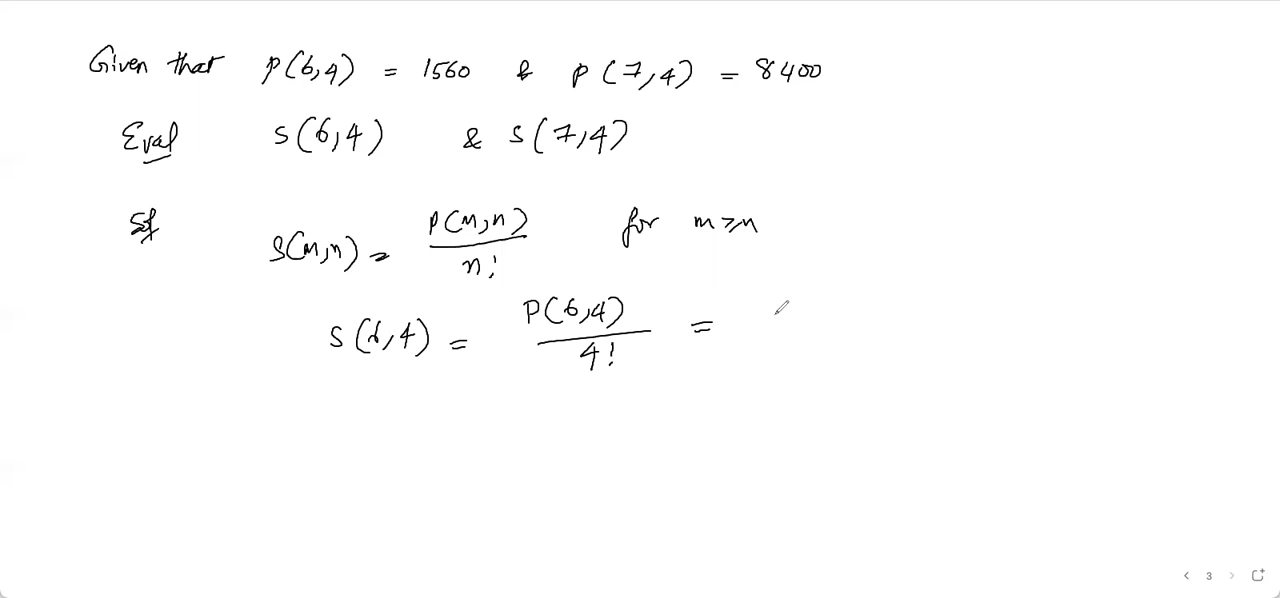 Given that p(6,4) = 1560 & p(7,4) = 8400
Eval S(6,4) & S(7,4)
S(m,n) = P(m,n) / n! for m ≥ n
S(6,4) = P(6,4) / 4! =
< 3 >